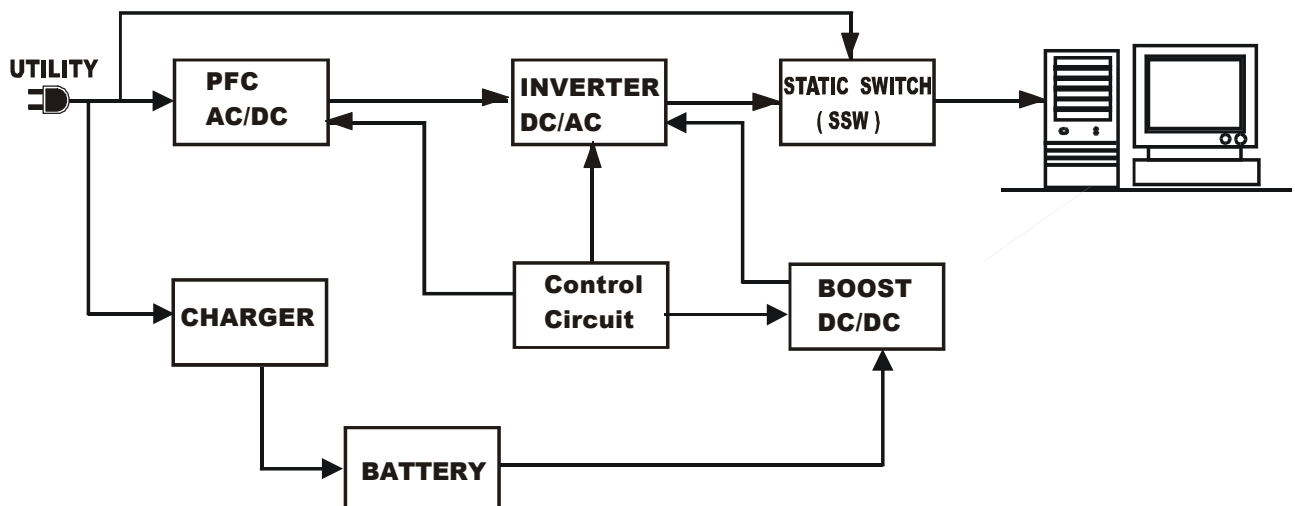 UTILITY
PFC
AC/DC
INVERTER
DC/AC
STATIC SWITCH
( SSW )
CHARGER
Control
Circuit
BOOST
DC/DC
BATTERY